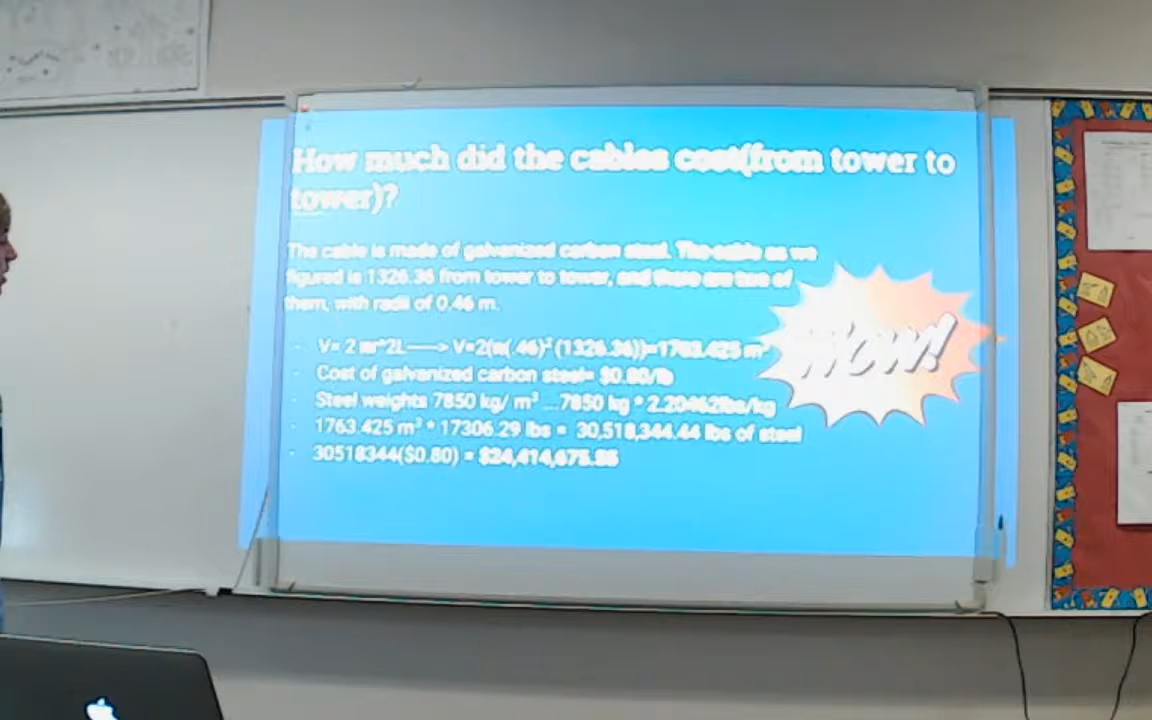 How much did the cables cost(from tower to
tower)?
The cable is made of galvanized carbon steel. The cable as we
figured is 1326.36 from tower to tower, and there are two of
them, with radii of 0.46 m.
- V= 2 πr^2L----> V=2(π(.46)² (1326.36))=1763.425 m³
- Cost of galvanized carbon steel= $0.80/lb
- Steel weights 7850 kg/ m³ ...7850 kg * 2.20462lbs/kg
- 1763.425 m³ * 17306.29 lbs = 30,518,344.44 lbs of steel
- 30518344($0.80) = $24,414,675.55
WOW!